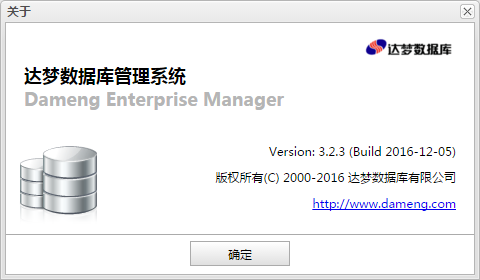 关于
达梦数据库
达梦数据库管理系统
Dameng Enterprise Manager
Version: 3.2.3 (Build 2016-12-05)
版权所有(C) 2000-2016 达梦数据库有限公司
http://www.dameng.com
确定